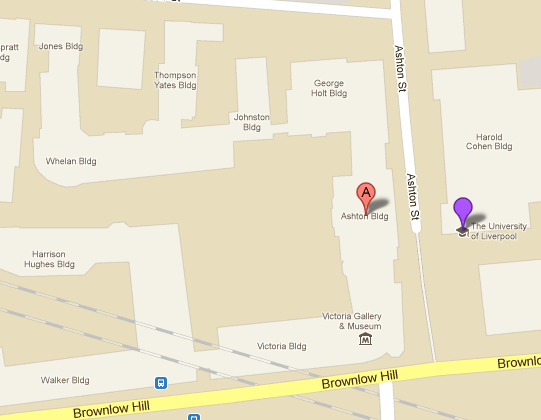 Jones Bldg
pratt
dg
Thompson
Yates Bldg
George
Holt Bldg
Johnston
Bldg
Ashton St
Harold
Cohen Bldg
Whelan Bldg
A
Ashton Bldg
Ashton St
The University
of Liverpool
Harrison
Hughes Bldg
Victoria Gallery
& Museum
M
Victoria Bldg
Walker Bldg
Brownlow Hill
Brownlow Hill
Brownlo